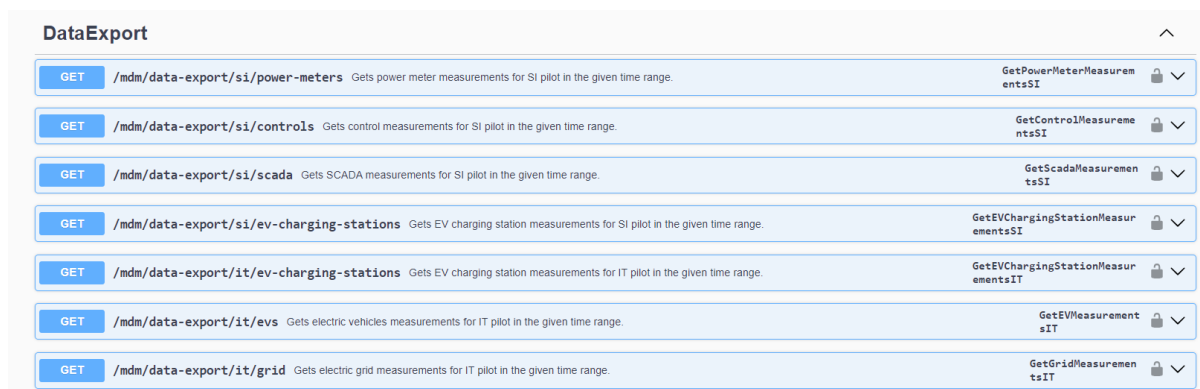 DataExport
GET /mdm/data-export/si/power-meters Gets power meter measurements for SI pilot in the given time range. GetPowerMeterMeasurem
entsSI
GET /mdm/data-export/si/controls Gets control measurements for SI pilot in the given time range. GetControlMeasureme
ntsSI
GET /mdm/data-export/si/scada Gets SCADA measurements for SI pilot in the given time range. GetScadaMeasuremen
tsSI
GET /mdm/data-export/si/ev-charging-stations Gets EV charging station measurements for SI pilot in the given time range. GetEVChargingStationMeasur
ementsSI
GET /mdm/data-export/it/ev-charging-stations Gets EV charging station measurements for IT pilot in the given time range. GetEVChargingStationMeasur
ementsIT
GET /mdm/data-export/it/evs Gets electric vehicles measurements for IT pilot in the given time range. GetEVMeasurement
sIT
GET /mdm/data-export/it/grid Gets electric grid measurements for IT pilot in the given time range. GetGridMeasuremen
tsIT